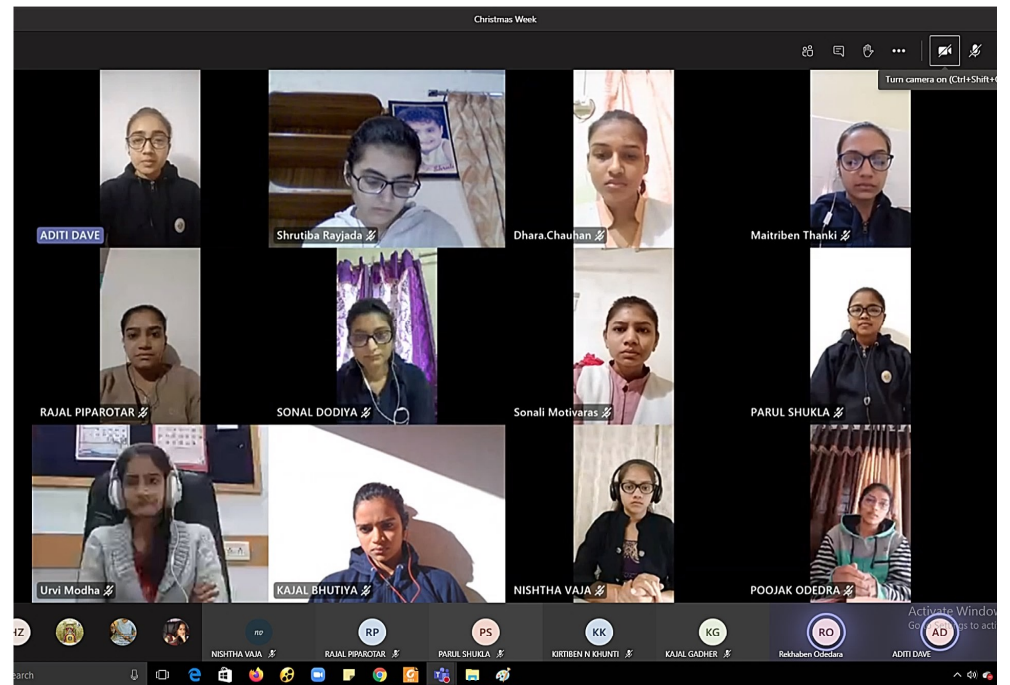 Christmas Week
Turn camera on (Ctrl+Shift+
ADITI DAVE
Shrutiba Rayjada
Dhara.Chauhan
Maitriben Thanki
RAJAL PIPAROTAR
SONAL DODIYA
Sonali Motivaras
PARUL SHUKLA
Urvi Modha
KAJAL BHUTIYA
NISHTHA VAJA
POOJAK ODEDRA
Activate Window
HZ
nv
RP
PS
KK
KG
RO
AD
NISHTHA VAJA
RAJAL PIPAROTAR
PARUL SHUKLA
KIRTIBEN N KHUNTI
KAJAL GADHER
Rekhaben Odedara
ADITI DAVE
earch